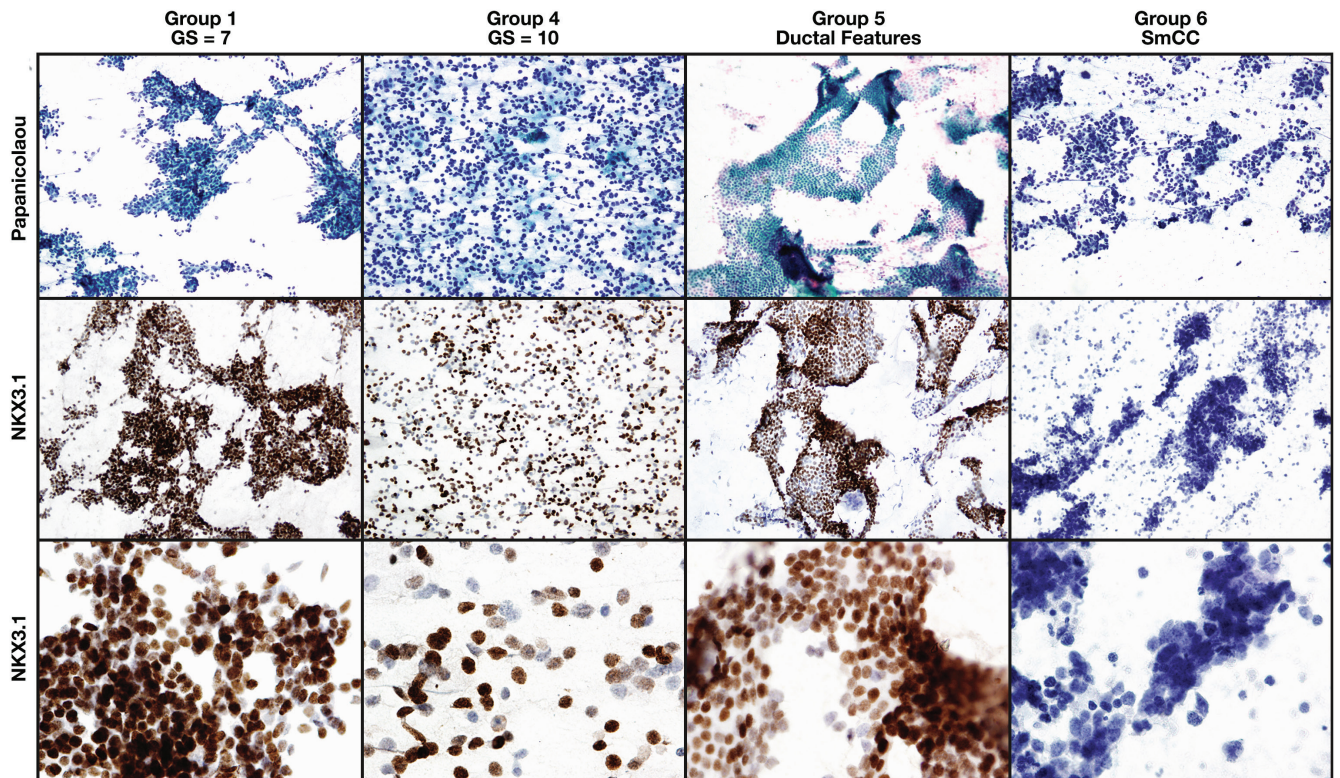 Group 1
GS = 7
Group 4
GS = 10
Group 5
Ductal Features
Group 6
SmCC
Papanicolaou
NKX3.1
NKX3.1